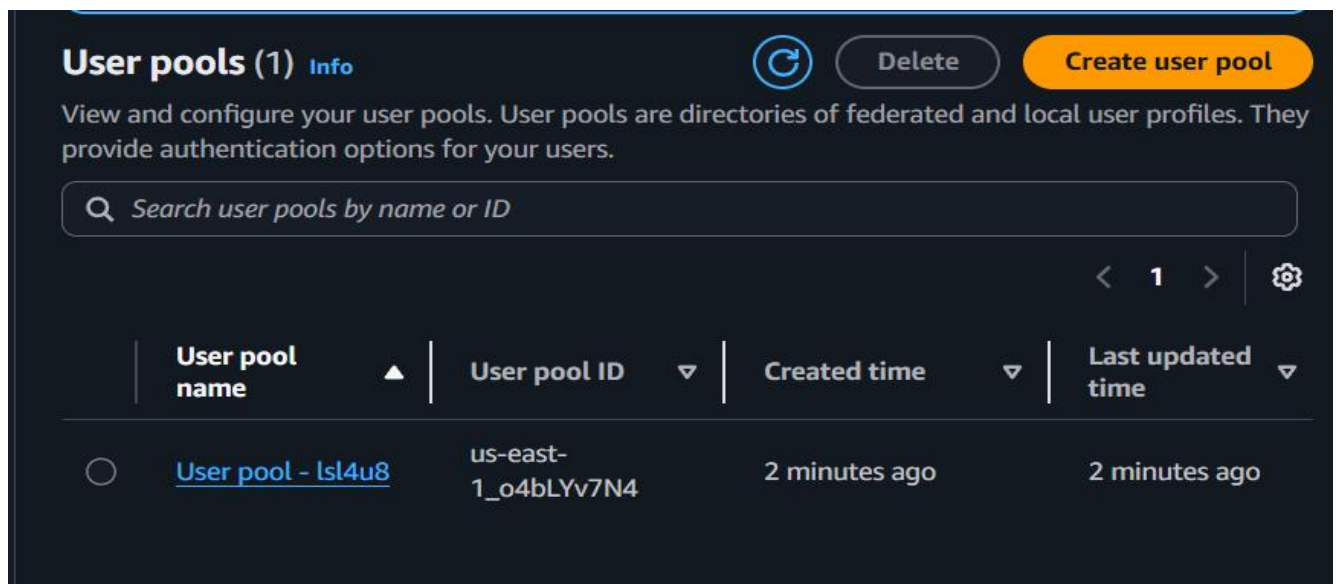 User pools (1) Info
Delete
Create user pool
View and configure your user pools. User pools are directories of federated and local user profiles. They
provide authentication options for your users.
Search user pools by name or ID
1
User pool
name
User pool ID
Created time
Last updated
time
User pool - lsl4u8
us-east-
1_o4bLYv7N4
2 minutes ago
2 minutes ago